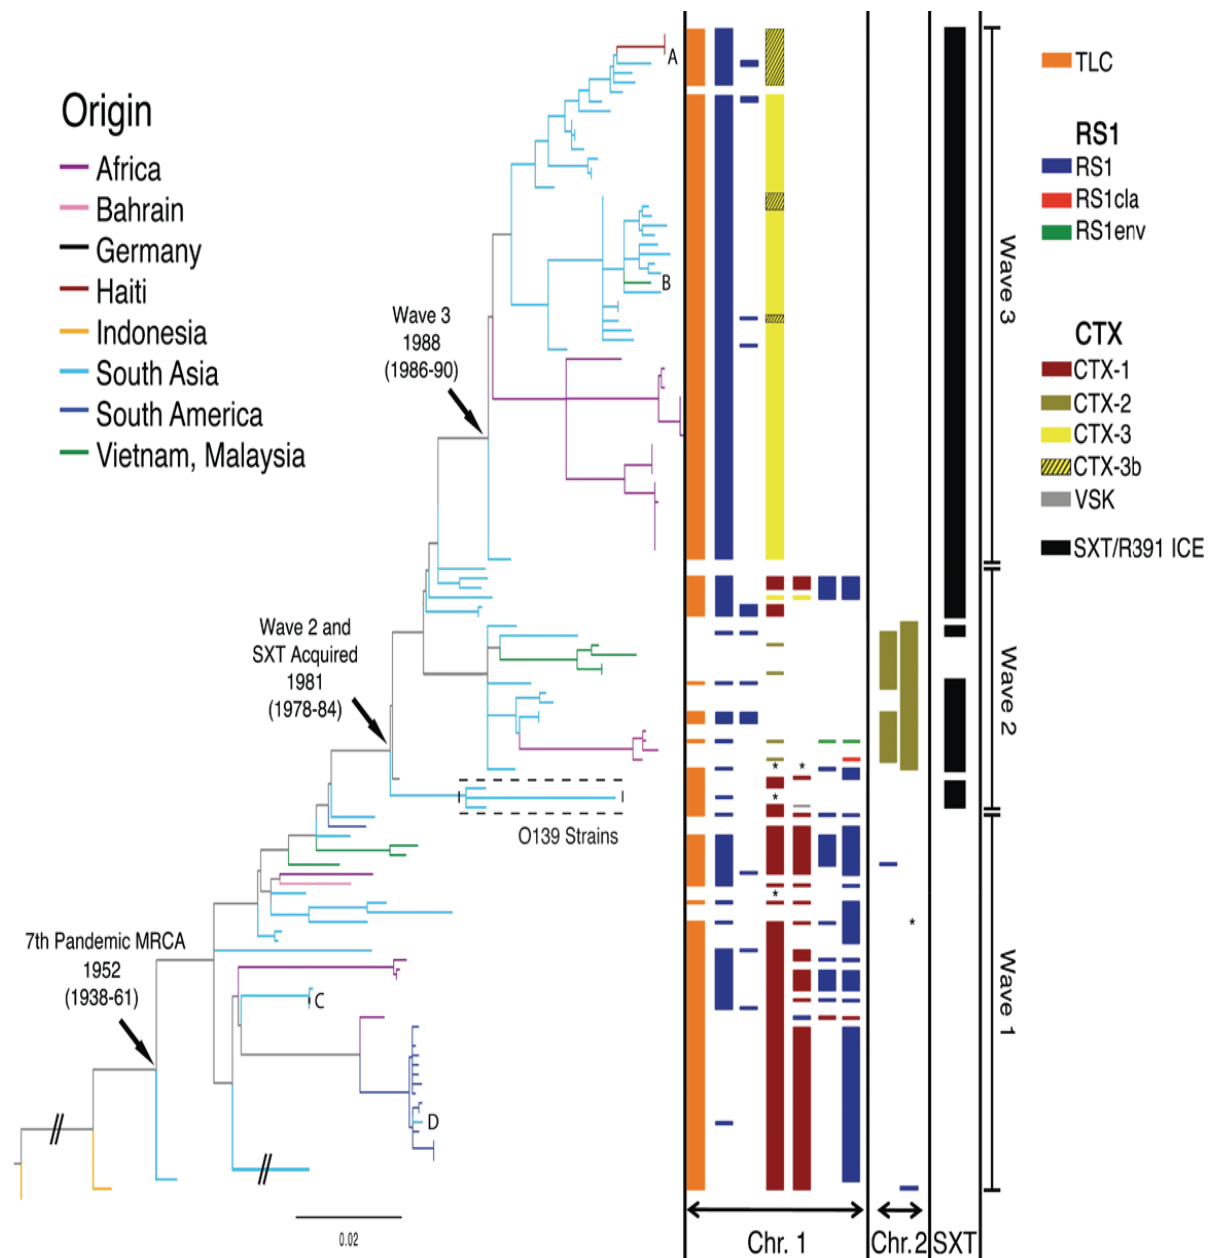 Origin
Africa
Bahrain
Germany
Haiti
Indonesia
South Asia
South America
Vietnam, Malaysia
A
B
Wave 3
1988
(1986-90)
Wave 2 and
SXT Acquired
1981
(1978-84)
O139 Strains
7th Pandemic MRCA
1952
(1938-61)
C
D
0.02
*
*
*
*
*
Chr. 1
Chr.2
SXT
Wave 3
Wave 2
Wave 1
TLC
RS1
RS1
RS1cla
RS1env
CTX
CTX-1
CTX-2
CTX-3
CTX-3b
VSK
SXT/R391 ICE